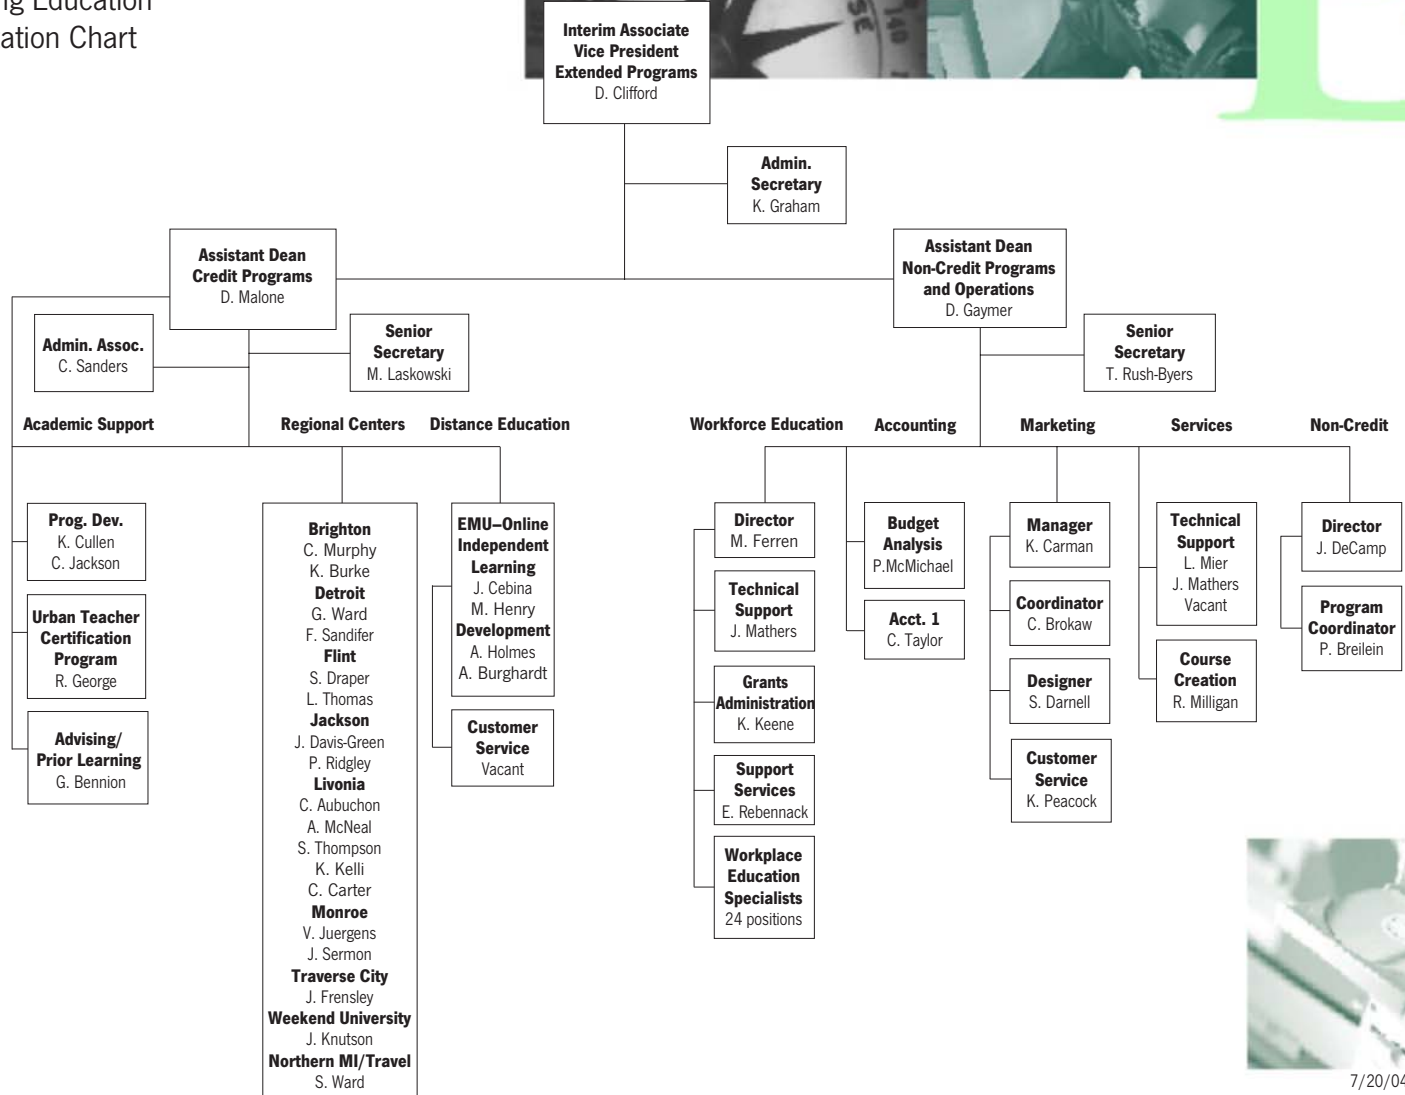 ng Education
ation Chart
SE
140
Interim Associate
Vice President
Extended Programs
D. Clifford
Admin.
Secretary
K. Graham
Assistant Dean
Credit Programs
D. Malone
Assistant Dean
Non-Credit Programs
and Operations
D. Gaymer
Admin. Assoc.
C. Sanders
Senior
Secretary
M. Laskowski
Senior
Secretary
T. Rush-Byers
Academic Support
Regional Centers
Distance Education
Workforce Education
Accounting
Marketing
Services
Non-Credit
Prog. Dev.
K. Cullen
C. Jackson
Urban Teacher
Certification
Program
R. George
Advising/
Prior Learning
G. Bennion
Brighton
C. Murphy
K. Burke
Detroit
G. Ward
F. Sandifer
Flint
S. Draper
L. Thomas
Jackson
J. Davis-Green
P. Ridgley
Livonia
C. Aubuchon
A. McNeal
S. Thompson
K. Kelli
C. Carter
Monroe
V. Juergens
J. Sermon
Traverse City
J. Frensley
Weekend University
J. Knutson
Northern MI/Travel
S. Ward
EMU–Online
Independent
Learning
J. Cebina
M. Henry
Development
A. Holmes
A. Burghardt
Customer
Service
Vacant
Director
M. Ferren
Technical
Support
J. Mathers
Grants
Administration
K. Keene
Support
Services
E. Rebennack
Workplace
Education
Specialists
24 positions
Budget
Analysis
P.McMichael
Acct. 1
C. Taylor
Manager
K. Carman
Coordinator
C. Brokaw
Designer
S. Darnell
Customer
Service
K. Peacock
Technical
Support
L. Mier
J. Mathers
Vacant
Course
Creation
R. Milligan
Director
J. DeCamp
Program
Coordinator
P. Breilein
7/20/04